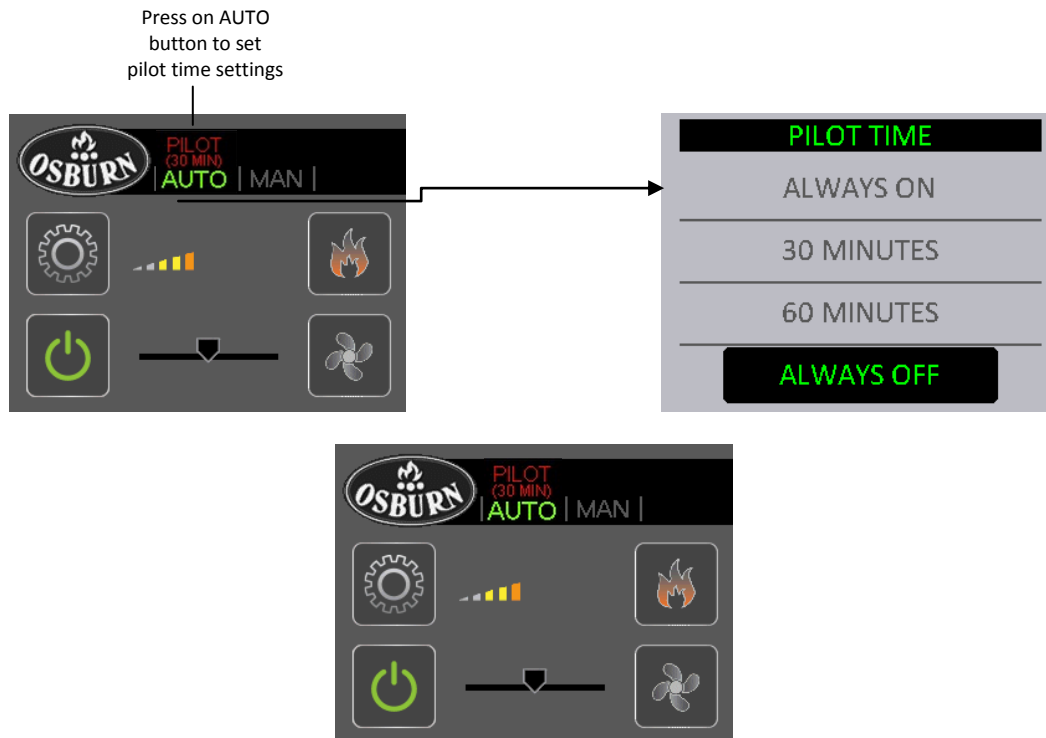 Press on AUTO
button to set
pilot time settings
OSBURN
PILOT
(30 MIN)
| AUTO | MAN |
PILOT TIME
ALWAYS ON
30 MINUTES
60 MINUTES
ALWAYS OFF
OSBURN
PILOT
(30 MIN)
| AUTO | MAN |